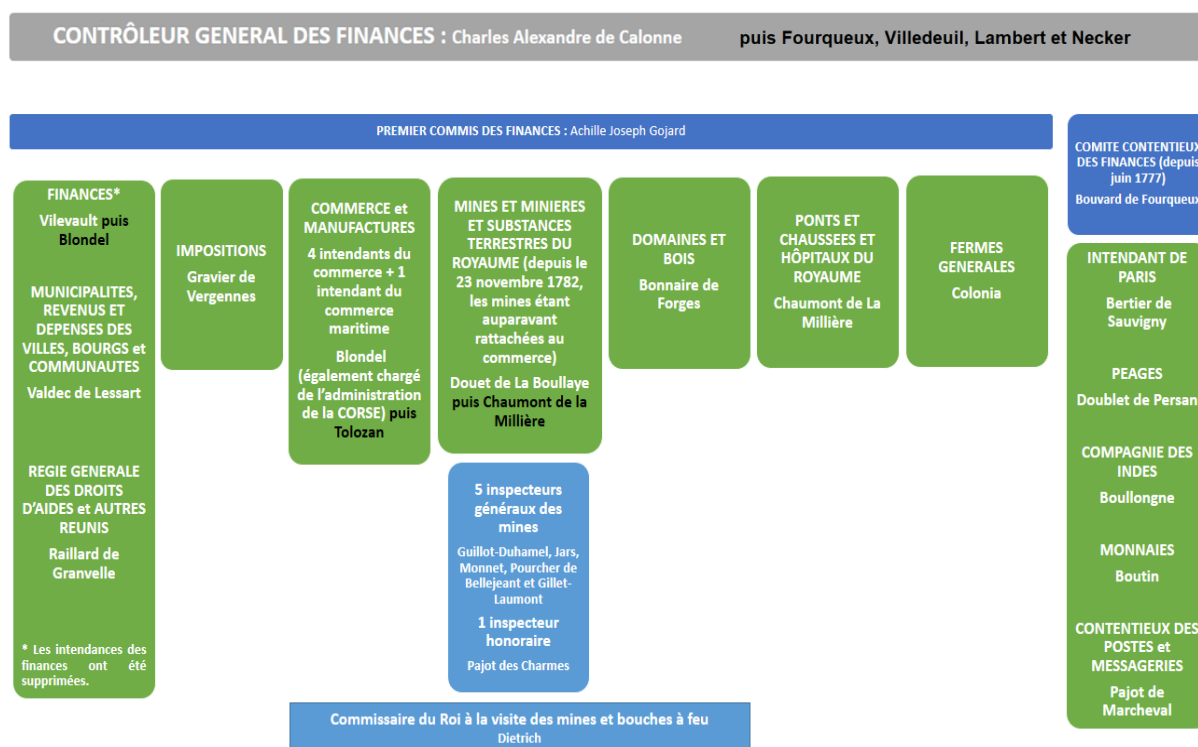 CONTRÔLEUR GENERAL DES FINANCES : Charles Alexandre de Calonne puis Fourqueux, Villedeuil, Lambert et Necker
PREMIER COMMIS DES FINANCES : Achille Joseph Gojard
COMITE CONTENTIEUX
DES FINANCES (depuis
juin 1777)
Bouvard de Fourqueux
FINANCES*
Vilevault puis
Blondel
MUNICIPALITES,
REVENUS ET
DEPENSES DES
VILLES, BOURGS et
COMMUNAUTES
Valdec de Lessart
REGIE GENERALE
DES DROITS
D'AIDES et AUTRES
REUNIS
Raillard de
Granvelle
* Les intendances des
finances ont été
supprimées.
IMPOSITIONS
Gravier de
Vergennes
COMMERCE et
MANUFACTURES
4 intendants du
commerce + 1
intendant du
commerce
maritime
Blondel
(également chargé
de l'administration
de la CORSE) puis
Tolozan
MINES ET MINIERES
ET SUBSTANCES
TERRESTRES DU
ROYAUME (depuis le
23 novembre 1782,
les mines étant
auparavant
rattachées au
commerce)
Douet de La Boullaye
puis Chaumont de la
Millière
5 inspecteurs
généraux des
mines
Guillot-Duhamel, Jars,
Monnet, Pourcher de
Bellejeant et Gillet-
Laumont
1 inspecteur
honoraire
Pajot des Charmes
Commissaire du Roi à la visite des mines et bouches à feu
Dietrich
DOMAINES ET
BOIS
Bonnaire de
Forges
PONTS ET
CHAUSSEES ET
HÔPITAUX DU
ROYAUME
Chaumont de La
Millière
FERMES
GENERALES
Colonia
INTENDANT DE
PARIS
Bertier de
Sauvigny
PEAGES
Doublet de Persan
COMPAGNIE DES
INDES
Boullongne
MONNAIES
Boutin
CONTENTIEUX DES
POSTES et
MESSAGERIES
Pajot de
Marcheval